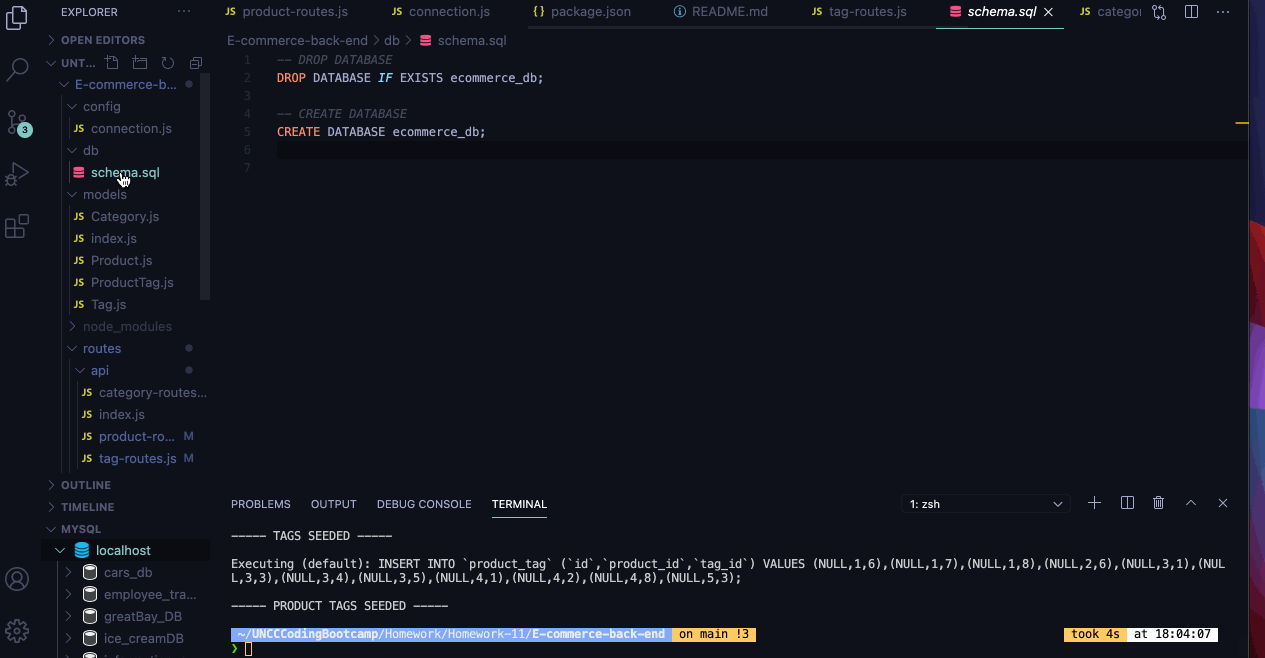 EXPLORER ···
JS product-routes.js JS connection.js {} package.json README.md JS tag-routes.js schema.sql JS catego ···
OPEN EDITORS
E-commerce-back-end > db > schema.sql
UNT...
E-commerce-b...
config
JS connection.js
db
schema.sql
models
JS Category.js
JS index.js
JS Product.js
JS ProductTag.js
JS Tag.js
node_modules
routes
api
JS category-routes...
JS index.js
JS product-ro... M
JS tag-routes.js M
OUTLINE
TIMELINE
MYSQL
localhost
cars_db
employee_tra...
greatBay_DB
ice_creamDB
3
1 -- DROP DATABASE
2 DROP DATABASE IF EXISTS ecommerce_db;
3
4 -- CREATE DATABASE
5 CREATE DATABASE ecommerce_db;
6
7
PROBLEMS OUTPUT DEBUG CONSOLE TERMINAL 1: zsh
----- TAGS SEEDED -----
Executing (default): INSERT INTO `product_tag` (`id`,`product_id`,`tag_id`) VALUES (NULL,1,6),(NULL,1,7),(NULL,1,8),(NULL,2,6),(NULL,3,1),(NUL
L,3,3),(NULL,3,4),(NULL,3,5),(NULL,4,1),(NULL,4,2),(NULL,4,8),(NULL,5,3);
----- PRODUCT TAGS SEEDED -----
~/UNCCCodingBootcamp/Homework/Homework-11/E-commerce-back-end on main !3 took 4s at 18:04:07
❯